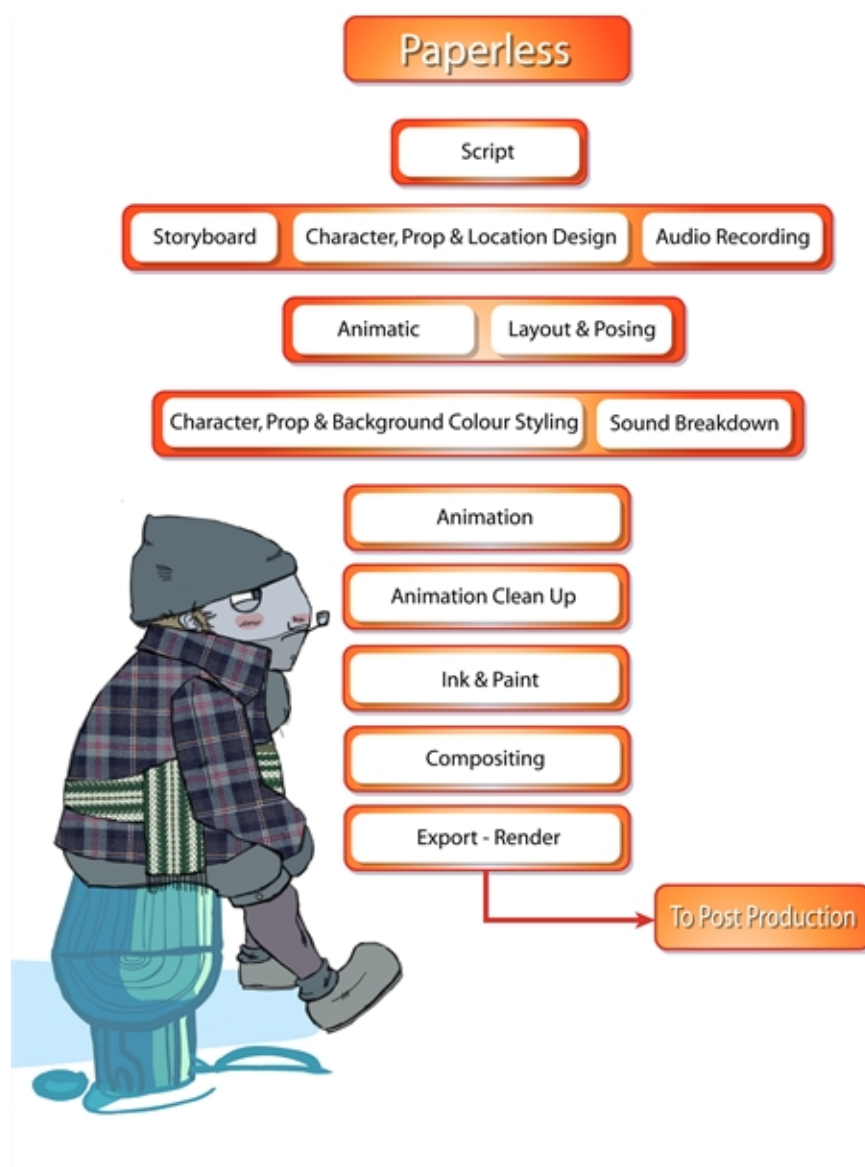 Paperless
Script
Storyboard
Character, Prop & Location Design
Audio Recording
Animatic
Layout & Posing
Character, Prop & Background Colour Styling
Sound Breakdown
Animation
Animation Clean Up
Ink & Paint
Compositing
Export - Render
To Post Production